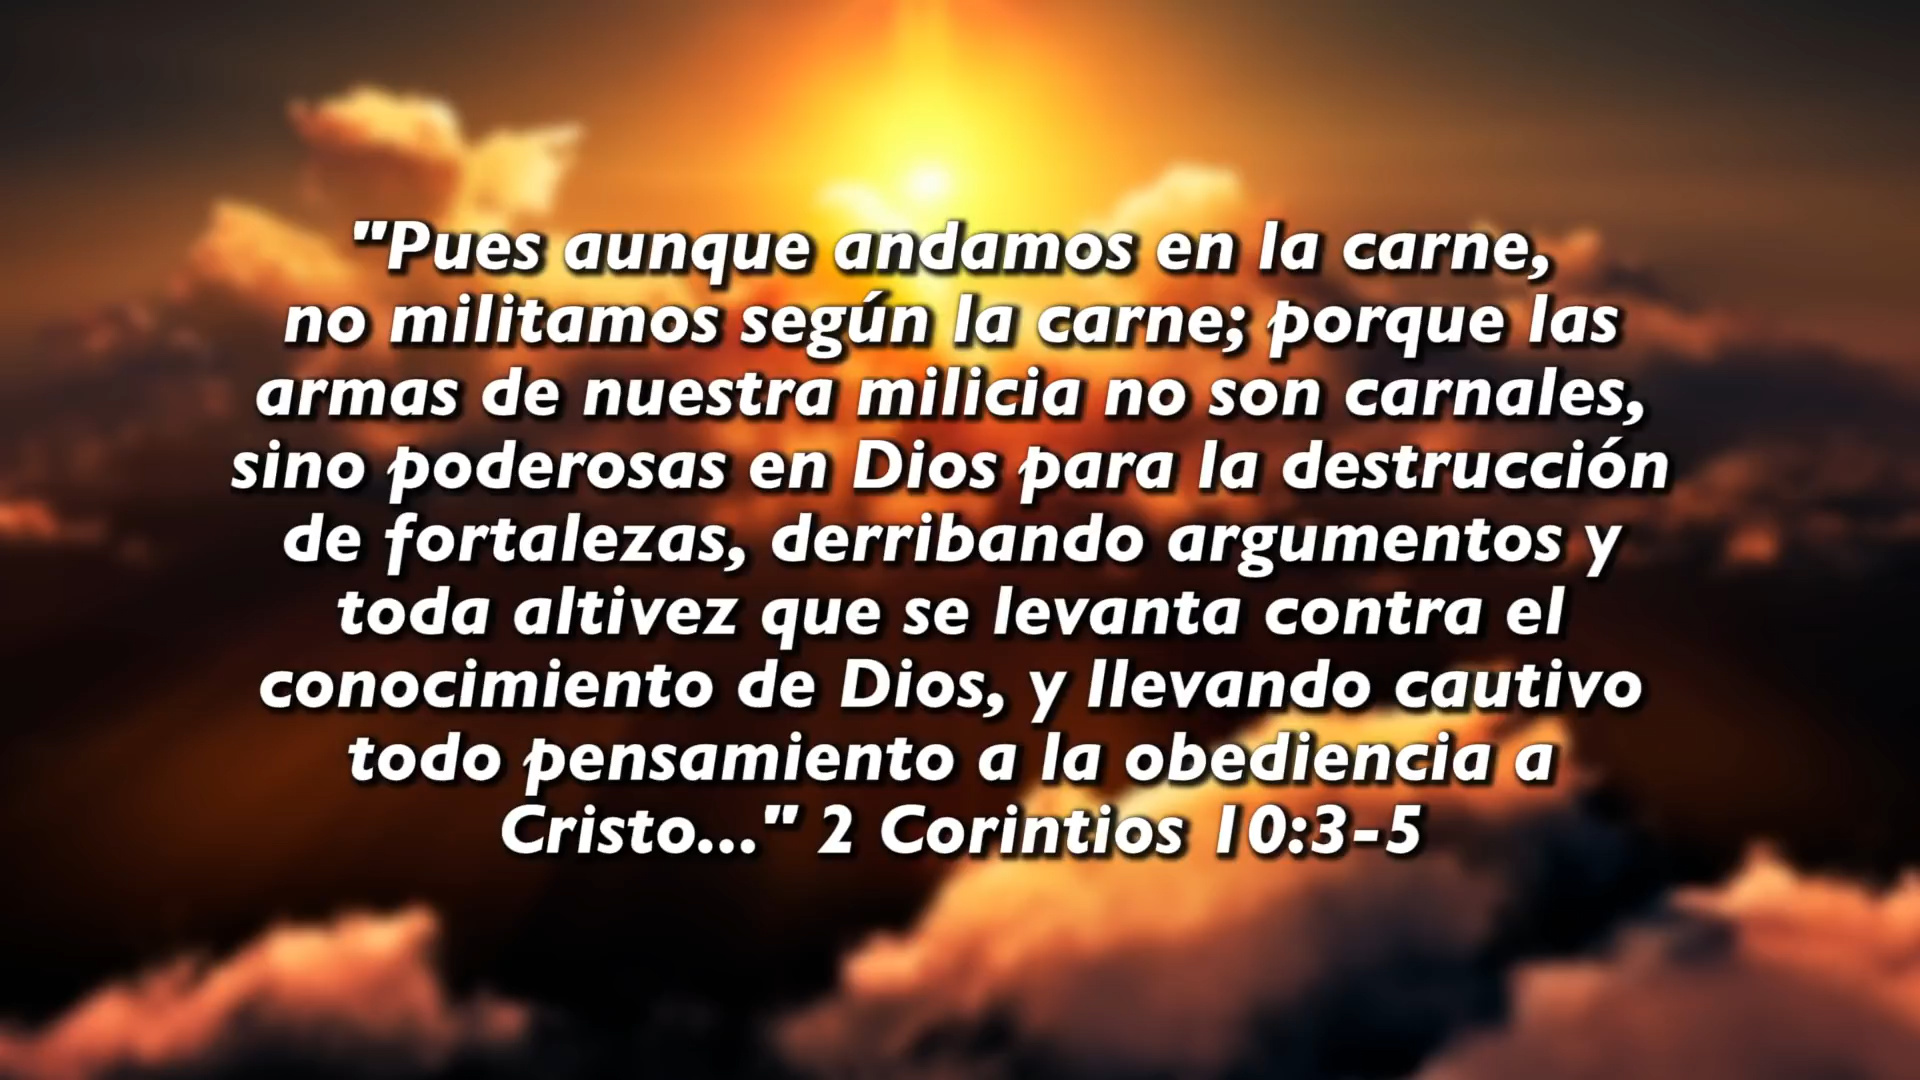 "Pues aunque andamos en la carne,
no militamos según la carne; porque las
armas de nuestra milicia no son carnales,
sino poderosas en Dios para la destrucción
de fortalezas, derribando argumentos y
toda altivez que se levanta contra el
conocimiento de Dios, y llevando cautivo
todo pensamiento a la obediencia a
Cristo..." 2 Corintios 10:3-5